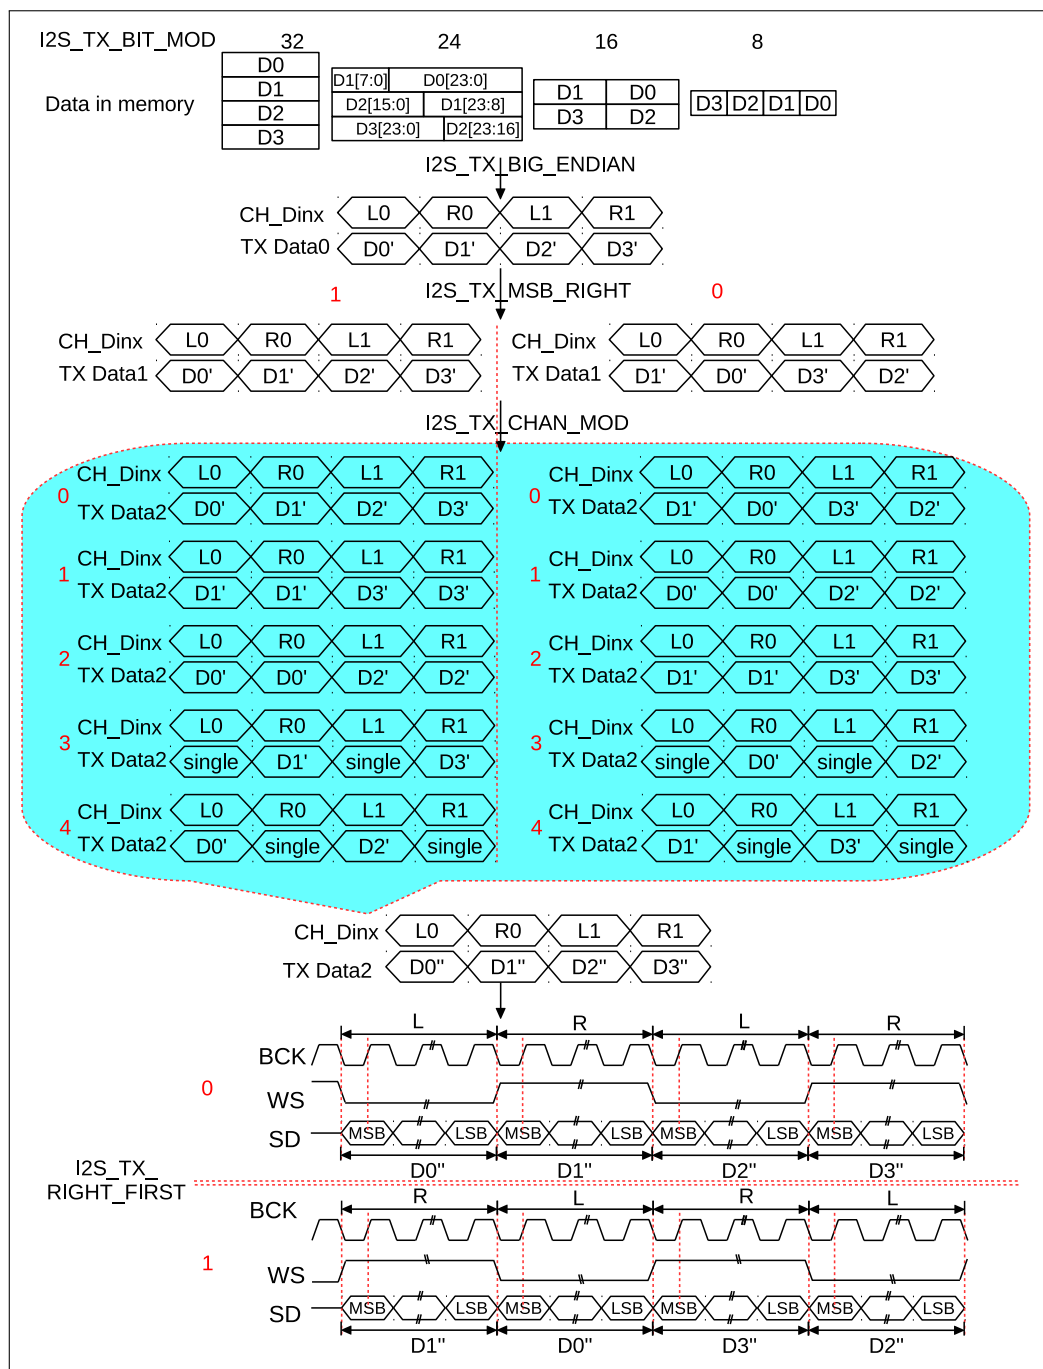 I2S_TX_BIT_MOD 32 24 16 8
Data in memory
D0
D1
D2
D3
D1[7:0] D0[23:0]
D2[15:0] D1[23:8]
D3[23:0] D2[23:16]
D1 D0
D3 D2
D3 D2 D1 D0
I2S_TX_BIG_ENDIAN
CH_Dinx L0 R0 L1 R1
TX Data0 D0' D1' D2' D3'
1 I2S_TX_MSB_RIGHT 0
CH_Dinx L0 R0 L1 R1 CH_Dinx L0 R0 L1 R1
TX Data1 D0' D1' D2' D3' TX Data1 D1' D0' D3' D2'
I2S_TX_CHAN_MOD
0 CH_Dinx L0 R0 L1 R1 0 CH_Dinx L0 R0 L1 R1
TX Data2 D0' D1' D2' D3' TX Data2 D1' D0' D3' D2'
1 CH_Dinx L0 R0 L1 R1 1 CH_Dinx L0 R0 L1 R1
TX Data2 D1' D1' D3' D3' TX Data2 D0' D0' D2' D2'
2 CH_Dinx L0 R0 L1 R1 2 CH_Dinx L0 R0 L1 R1
TX Data2 D0' D0' D2' D2' TX Data2 D1' D1' D3' D3'
3 CH_Dinx L0 R0 L1 R1 3 CH_Dinx L0 R0 L1 R1
TX Data2 single D1' single D3' TX Data2 single D0' single D2'
4 CH_Dinx L0 R0 L1 R1 4 CH_Dinx L0 R0 L1 R1
TX Data2 D0' single D2' single TX Data2 D1' single D3' single
CH_Dinx L0 R0 L1 R1
TX Data2 D0'' D1'' D2'' D3''
L R L R
BCK
0
WS
SD MSB LSB MSB LSB MSB LSB MSB LSB
D0'' D1'' D2'' D3''
I2S_TX_
RIGHT_FIRST
R L R L
BCK
1
WS
SD MSB LSB MSB LSB MSB LSB MSB LSB
D1'' D0'' D3'' D2''